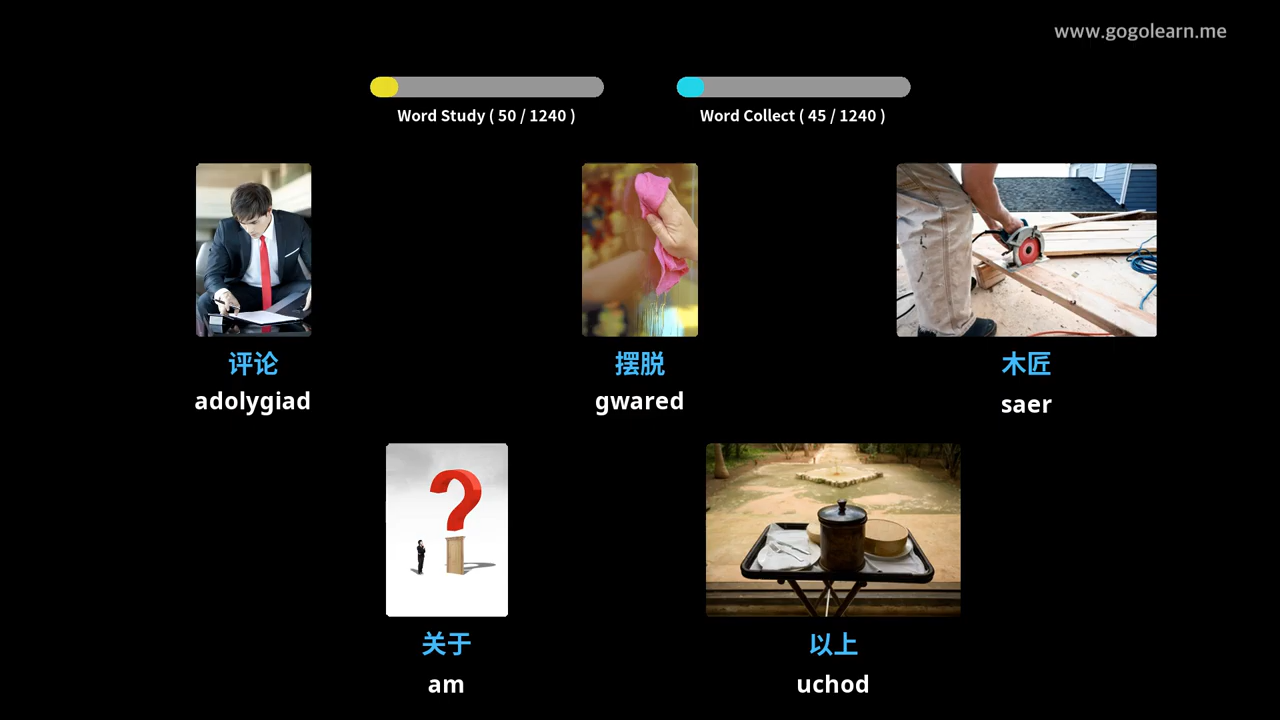 www.gogolearn.me
Word Study ( 50 / 1240 )
Word Collect ( 45 / 1240 )
评论
adolygiad
摆脱
gwared
木匠
saer
关于
am
以上
uchod